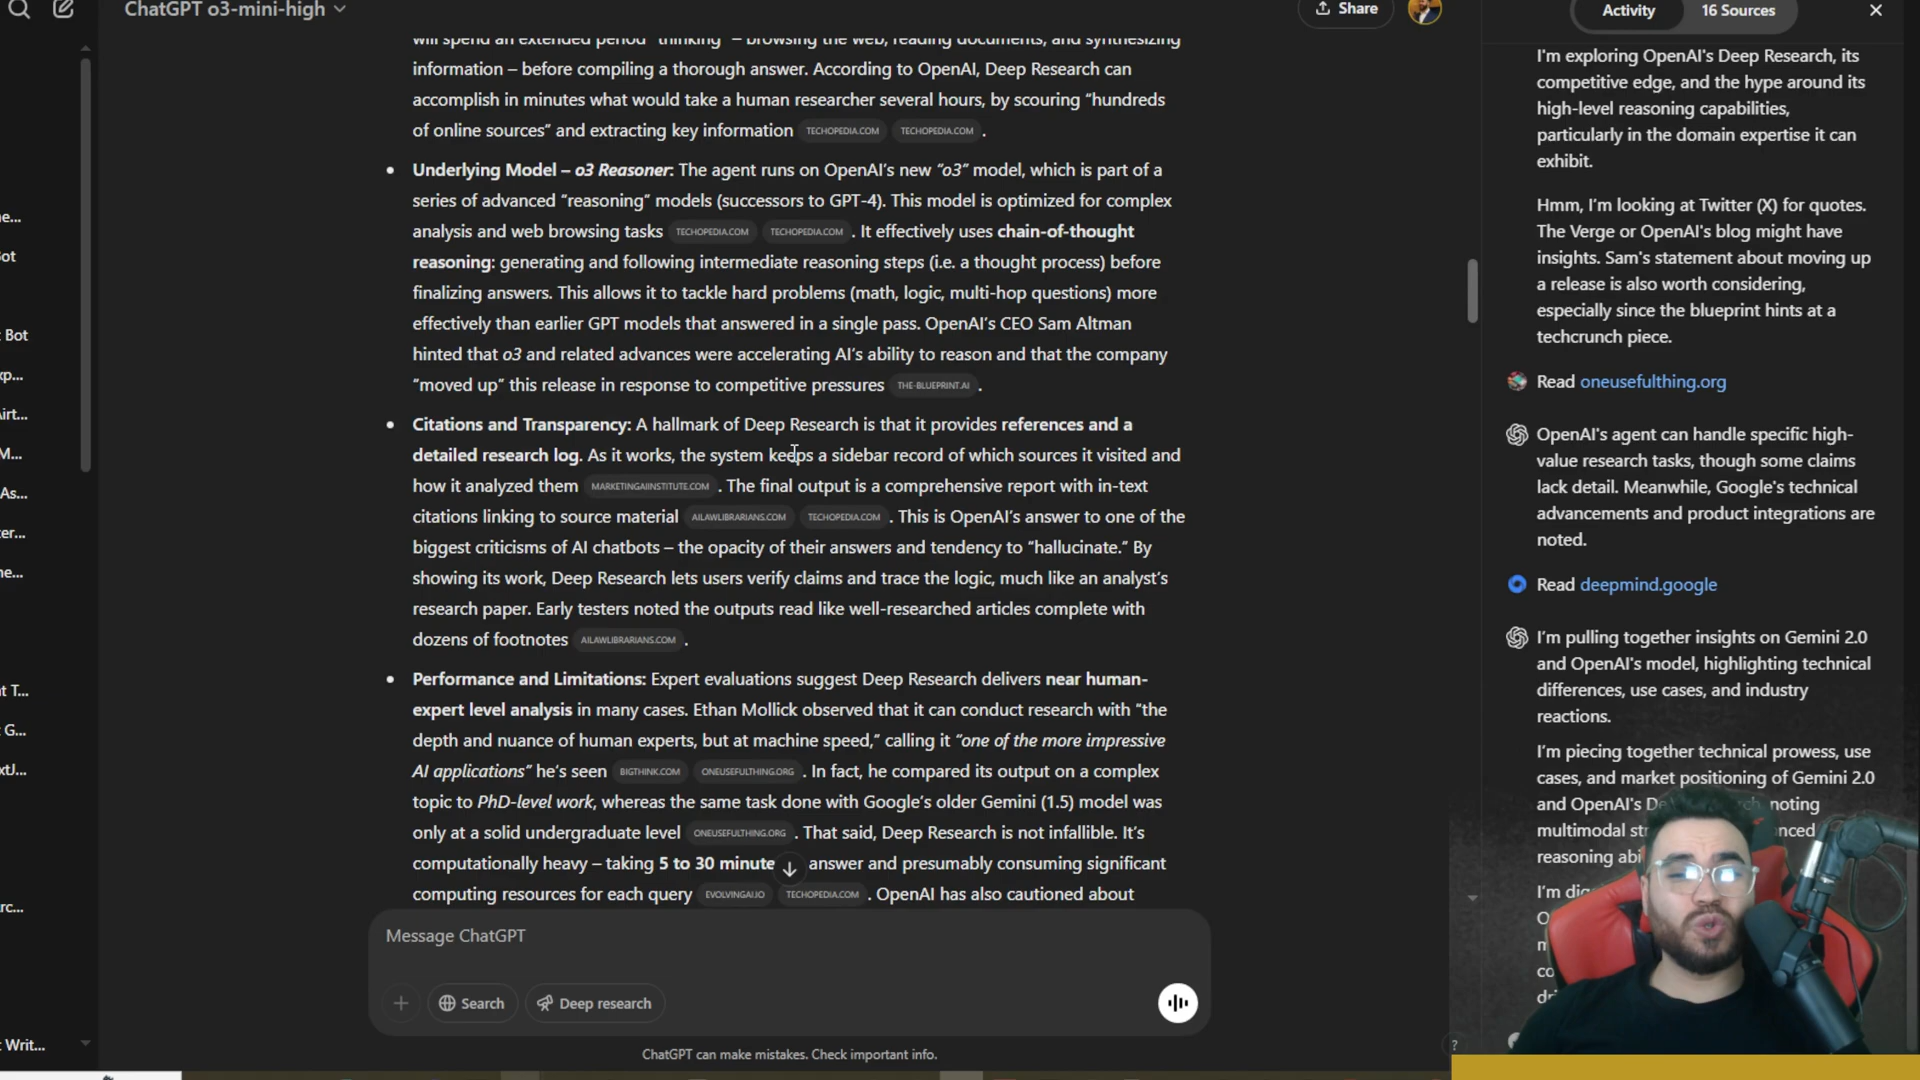 ChatGPT o3-mini-high
Share
Activity
16 Sources
will spend an extended period "thinking" – browsing the web, reading documents, and synthesizing
information – before compiling a thorough answer. According to OpenAI, Deep Research can
accomplish in minutes what would take a human researcher several hours, by scouring "hundreds
of online sources" and extracting key information TECHOPEDIA.COM TECHOPEDIA.COM .
Underlying Model – o3 Reasoner: The agent runs on OpenAI's new "o3" model, which is part of a
series of advanced "reasoning" models (successors to GPT-4). This model is optimized for complex
analysis and web browsing tasks TECHOPEDIA.COM TECHOPEDIA.COM . It effectively uses chain-of-thought
reasoning: generating and following intermediate reasoning steps (i.e. a thought process) before
finalizing answers. This allows it to tackle hard problems (math, logic, multi-hop questions) more
effectively than earlier GPT models that answered in a single pass. OpenAI's CEO Sam Altman
hinted that o3 and related advances were accelerating AI's ability to reason and that the company
"moved up" this release in response to competitive pressures THE-BLUEPRINT.AI .
Citations and Transparency: A hallmark of Deep Research is that it provides references and a
detailed research log. As it works, the system keeps a sidebar record of which sources it visited and
how it analyzed them MARKETINGAIINSTITUTE.COM . The final output is a comprehensive report with in-text
citations linking to source material AILAWLIBRARIANS.COM TECHOPEDIA.COM . This is OpenAI's answer to one of the
biggest criticisms of AI chatbots – the opacity of their answers and tendency to "hallucinate." By
showing its work, Deep Research lets users verify claims and trace the logic, much like an analyst's
research paper. Early testers noted the outputs read like well-researched articles complete with
dozens of footnotes AILAWLIBRARIANS.COM .
Performance and Limitations: Expert evaluations suggest Deep Research delivers near human-
expert level analysis in many cases. Ethan Mollick observed that it can conduct research with "the
depth and nuance of human experts, but at machine speed," calling it "one of the more impressive
AI applications" he's seen BIGTHINK.COM ONEUSEFULTHING.ORG . In fact, he compared its output on a complex
topic to PhD-level work, whereas the same task done with Google's older Gemini (1.5) model was
only at a solid undergraduate level ONEUSEFULTHING.ORG . That said, Deep Research is not infallible. It's
computationally heavy – taking 5 to 30 minute answer and presumably consuming significant
computing resources for each query EVOLVINGAI.IO TECHOPEDIA.COM . OpenAI has also cautioned about
Message ChatGPT
Search
Deep research
ChatGPT can make mistakes. Check important info.
I'm exploring OpenAI's Deep Research, its
competitive edge, and the hype around its
high-level reasoning capabilities,
particularly in the domain expertise it can
exhibit.
Hmm, I'm looking at Twitter (X) for quotes.
The Verge or OpenAI's blog might have
insights. Sam's statement about moving up
a release is also worth considering,
especially since the blueprint hints at a
techcrunch piece.
Read oneusefulthing.org
OpenAI's agent can handle specific high-
value research tasks, though some claims
lack detail. Meanwhile, Google's technical
advancements and product integrations are
noted.
Read deepmind.google
I'm pulling together insights on Gemini 2.0
and OpenAI's model, highlighting technical
differences, use cases, and industry
reactions.
I'm piecing together technical prowess, use
cases, and market positioning of Gemini 2.0
and OpenAI's noting
multimodal
reasoning
I'm
?
Bot